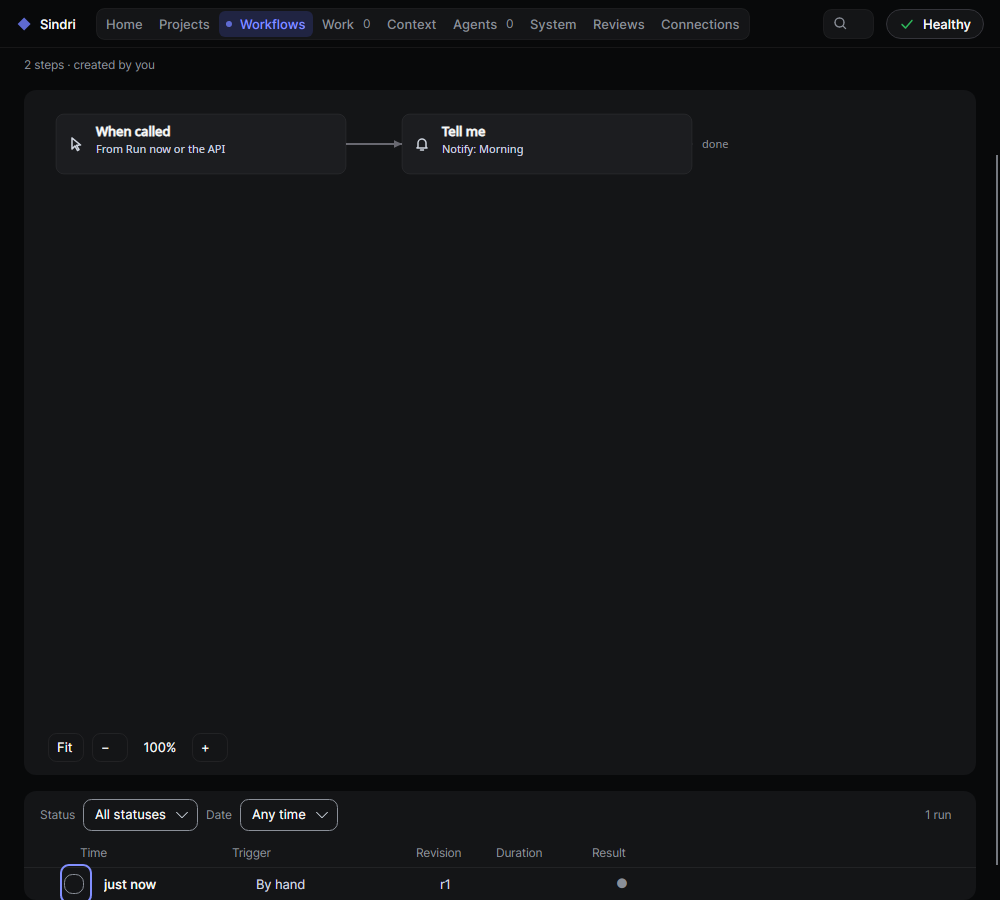 Sindri Home Projects Workflows Work 0 Context Agents 0 System Reviews Connections Healthy
2 steps · created by you
When called
From Run now or the API
Tell me
Notify: Morning
done
Fit − 100% +
Status All statuses Date Any time 1 run
Time Trigger Revision Duration Result
just now By hand r1